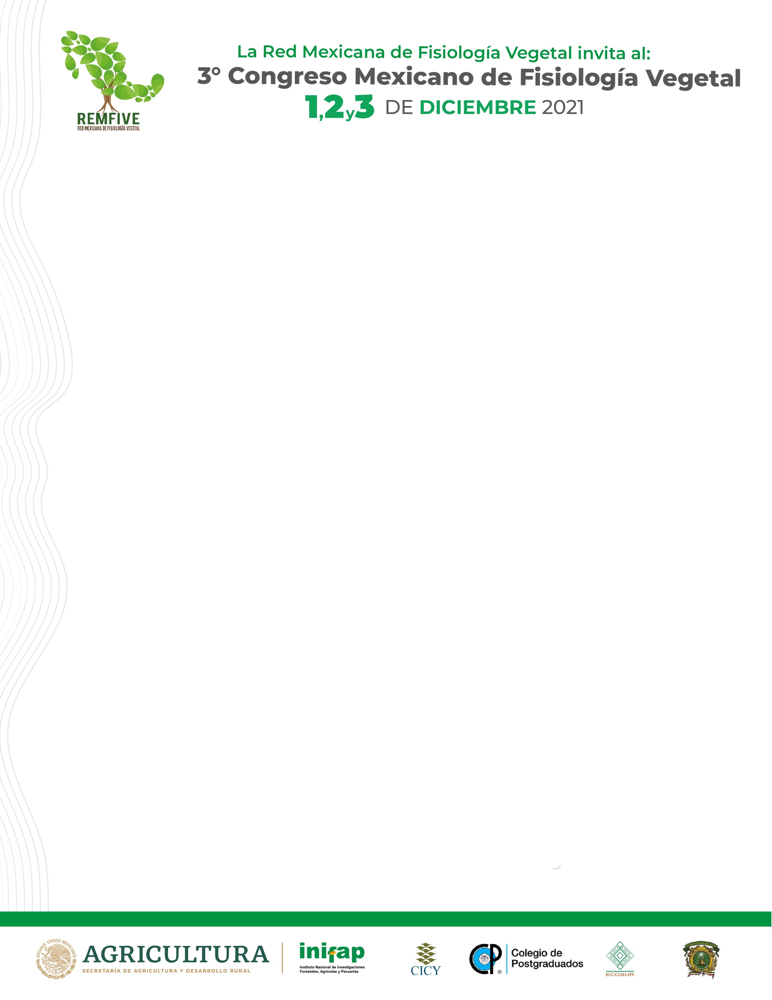 La Red Mexicana de Fisiología Vegetal invita al:
3° Congreso Mexicano de Fisiología Vegetal
1,2y3 DE DICIEMBRE 2021
REMFIVE
RED MEXICANA DE FISIOLOGÍA VEGETAL
ESTADOS UNIDOS MEXICANOS
AGRICULTURA
SECRETARÍA DE AGRICULTURA Y DESARROLLO RURAL
inifap
Instituto Nacional de Investigaciones
Forestales, Agrícolas y Pecuarias
CICY
CP®
Colegio de
Postgraduados
ECOSUR